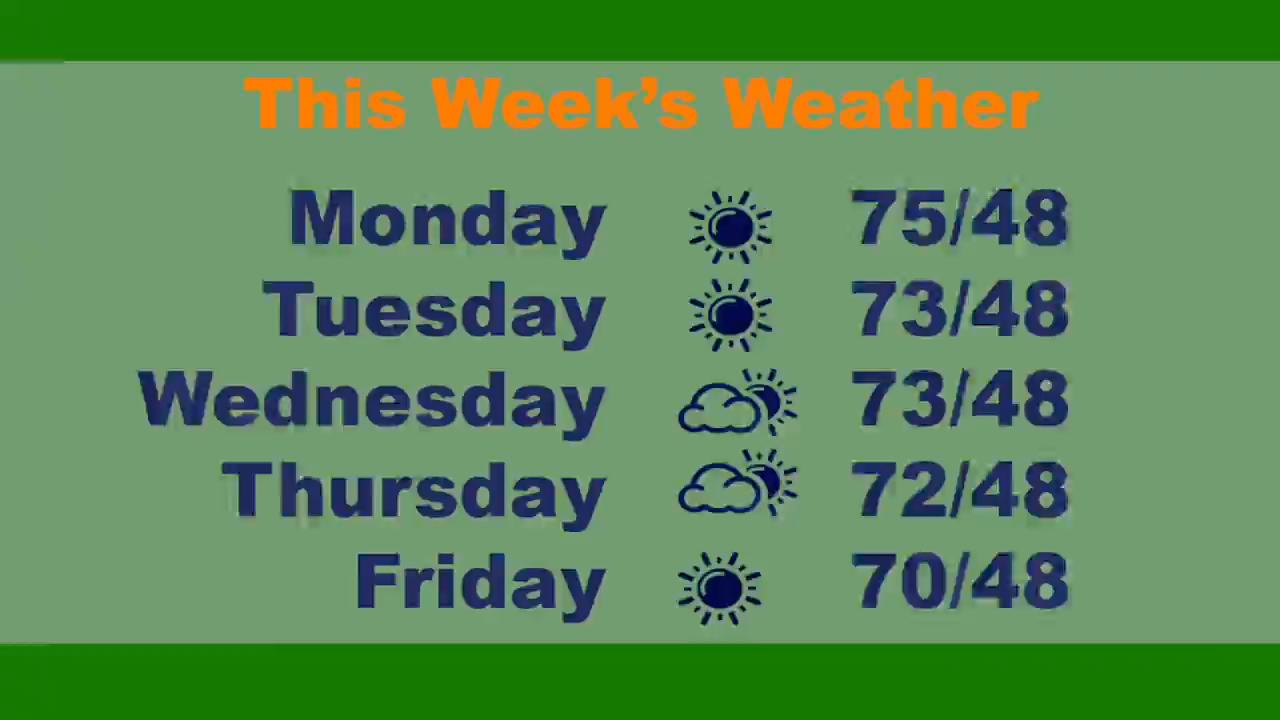 This Week’s Weather
Monday 75/48
Tuesday 73/48
Wednesday 73/48
Thursday 72/48
Friday 70/48